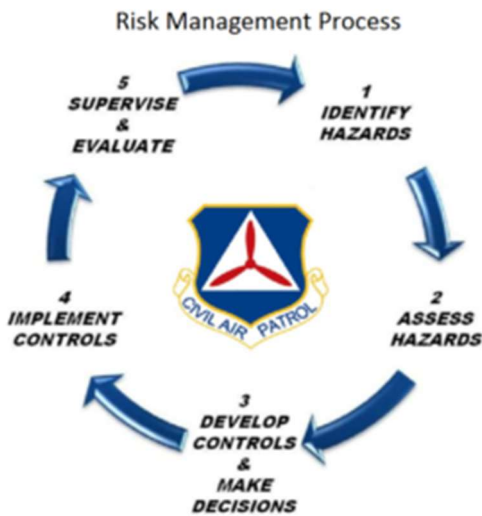 Risk Management Process
1
IDENTIFY
HAZARDS
2
ASSESS
HAZARDS
3
DEVELOP
CONTROLS
&
MAKE
DECISIONS
4
IMPLEMENT
CONTROLS
5
SUPERVISE
&
EVALUATE
CIVIL AIR PATROL